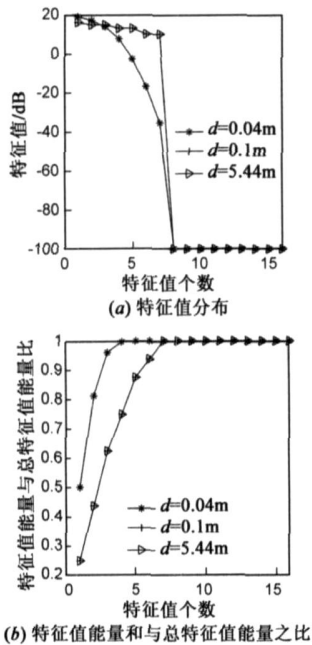 20
0
-20
-40
-60
-80
-100
特征值/dB
d=0.04m
d=0.1m
d=5.44m
0 5 10 15
特征值个数
(a) 特征值分布
1
0.9
0.8
0.7
0.6
0.5
0.4
0.3
0.2
特征值能量与总特征值能量比
d=0.04m
d=0.1m
d=5.44m
0 5 10 15
特征值个数
(b) 特征值能量和与总特征值能量之比